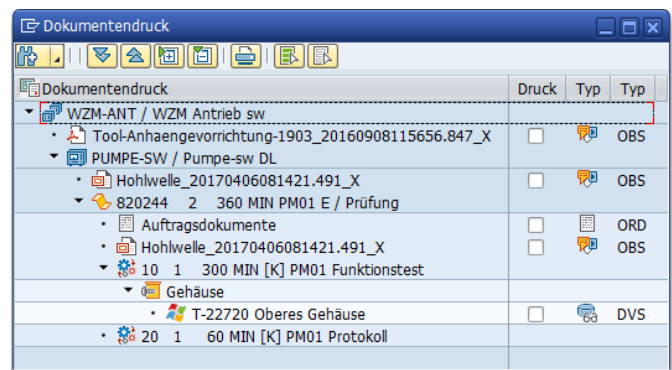 Dokumentendruck
Dokumentendruck Druck Typ Typ
WZM-ANT / WZM Antrieb sw
Tool-Anhaengevorrichtung-1903_20160908115656.847_X OBS
PUMPE-SW / Pumpe-sw DL
Hohlwelle_20170406081421.491_X OBS
820244 2 360 MIN PM01 E / Prüfung
Auftragsdokumente ORD
Hohlwelle_20170406081421.491_X OBS
10 1 300 MIN [K] PM01 Funktionstest
Gehäuse
T-22720 Oberes Gehäuse DVS
20 1 60 MIN [K] PM01 Protokoll